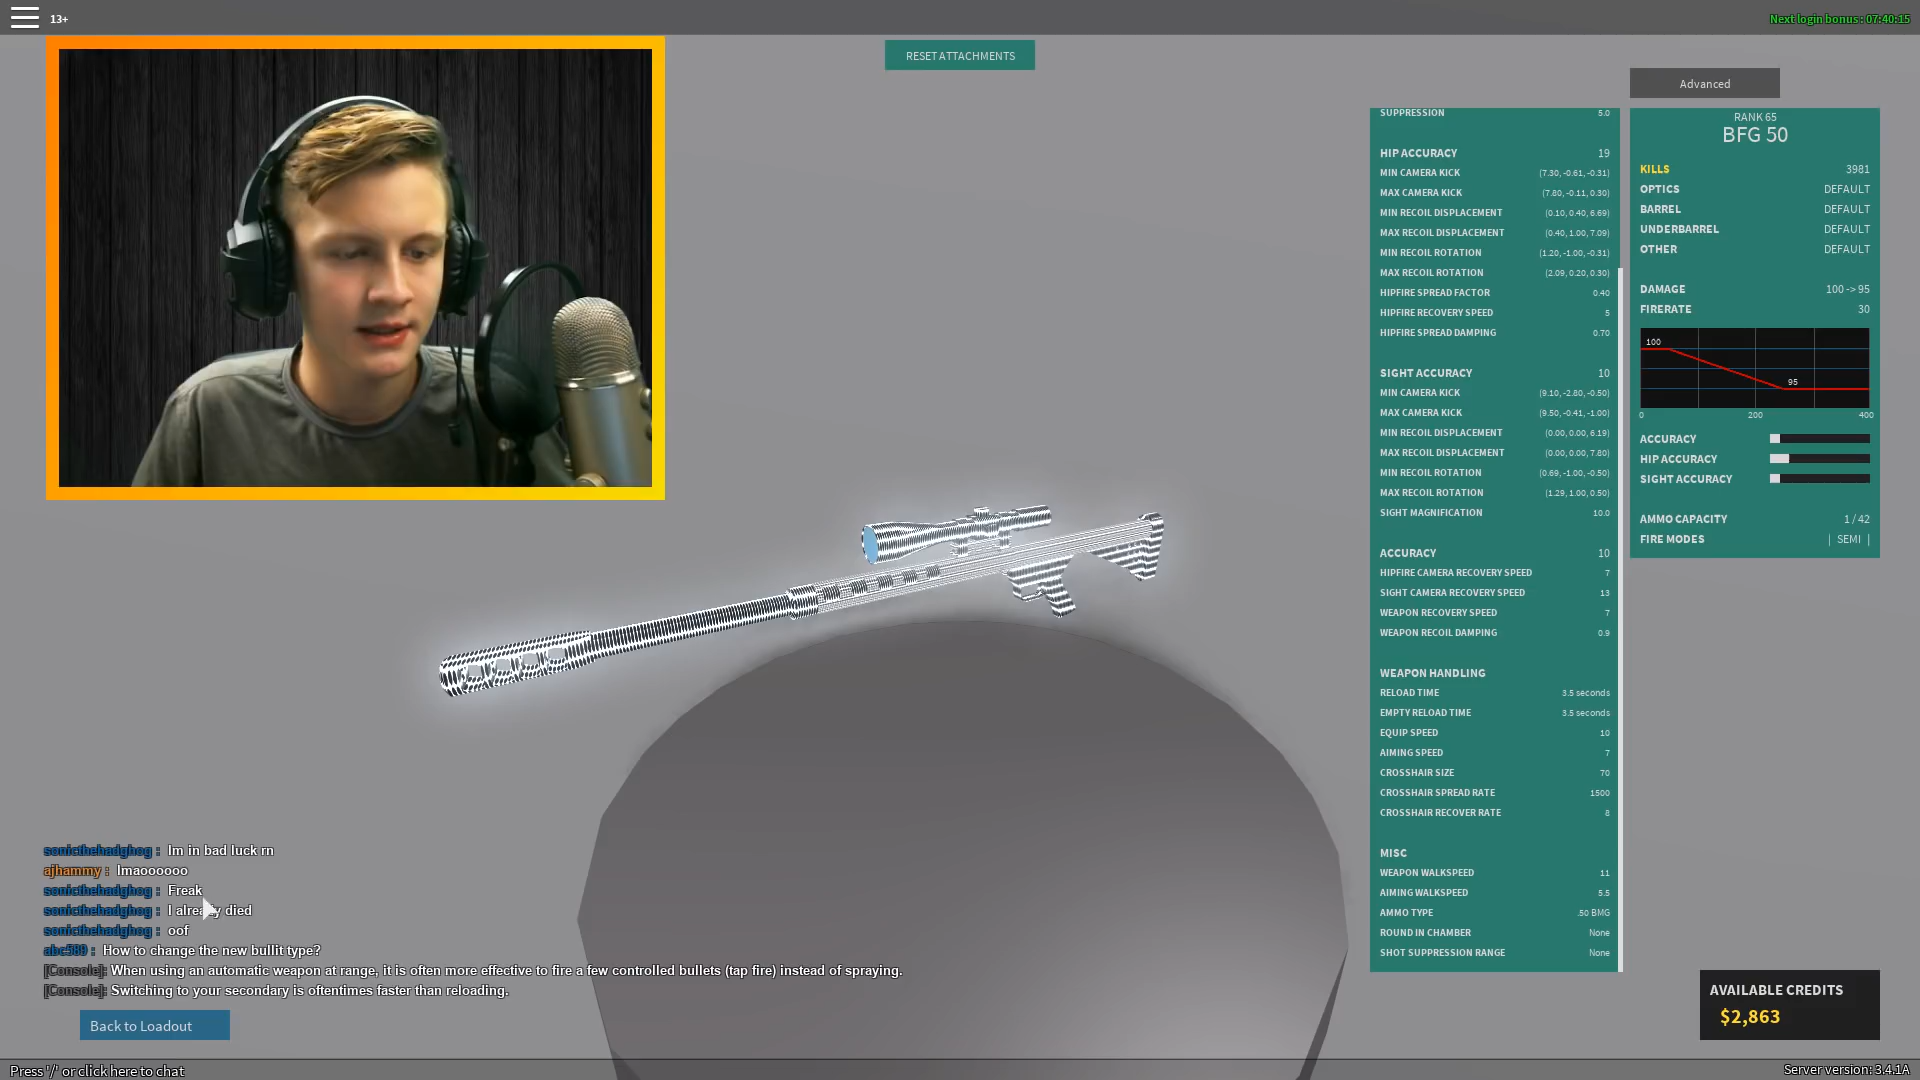 13+
Next login bonus : 07:40:15
RESET ATTACHMENTS
Advanced
SUPPRESSION 5.0
HIP ACCURACY 19
MIN CAMERA KICK (7.30, -0.61, -0.31)
MAX CAMERA KICK (7.80, -0.11, 0.30)
MIN RECOIL DISPLACEMENT (0.10, 0.40, 6.69)
MAX RECOIL DISPLACEMENT (0.40, 1.00, 7.09)
MIN RECOIL ROTATION (1.20, -1.00, -0.31)
MAX RECOIL ROTATION (2.09, 0.20, 0.30)
HIPFIRE SPREAD FACTOR 0.40
HIPFIRE RECOVERY SPEED 5
HIPFIRE SPREAD DAMPING 0.70
SIGHT ACCURACY 10
MIN CAMERA KICK (9.10, -2.80, -0.50)
MAX CAMERA KICK (9.50, -0.41, -1.00)
MIN RECOIL DISPLACEMENT (0.00, 0.00, 6.19)
MAX RECOIL DISPLACEMENT (0.00, 0.00, 7.80)
MIN RECOIL ROTATION (0.69, -1.00, -0.50)
MAX RECOIL ROTATION (1.29, 1.00, 0.50)
SIGHT MAGNIFICATION 10.0
ACCURACY 10
HIPFIRE CAMERA RECOVERY SPEED 7
SIGHT CAMERA RECOVERY SPEED 13
WEAPON RECOVERY SPEED 7
WEAPON RECOIL DAMPING 0.9
WEAPON HANDLING
RELOAD TIME 3.5 seconds
EMPTY RELOAD TIME 3.5 seconds
EQUIP SPEED 10
AIMING SPEED 7
CROSSHAIR SIZE 70
CROSSHAIR SPREAD RATE 1500
CROSSHAIR RECOVER RATE 8
MISC
WEAPON WALKSPEED 11
AIMING WALKSPEED 5.5
AMMO TYPE .50 BMG
ROUND IN CHAMBER None
SHOT SUPPRESSION RANGE None
RANK 65
BFG 50
KILLS 3981
OPTICS DEFAULT
BARREL DEFAULT
UNDERBARREL DEFAULT
OTHER DEFAULT
DAMAGE 100 -> 95
FIRERATE 30
100
95
0 200 400
ACCURACY
HIP ACCURACY
SIGHT ACCURACY
AMMO CAPACITY 1 / 42
FIRE MODES | SEMI |
sonicthehadghog : Im in bad luck rn
ajhammy : lmaoooooo
sonicthehadghog : Freak
sonicthehadghog : I already died
sonicthehadghog : oof
abc589 : How to change the new bullit type?
[Console]: When using an automatic weapon at range, it is often more effective to fire a few controlled bullets (tap fire) instead of spraying.
[Console]: Switching to your secondary is oftentimes faster than reloading.
Back to Loadout
AVAILABLE CREDITS
$2,863
Press '/' or click here to chat
Server version: 3.4.1A